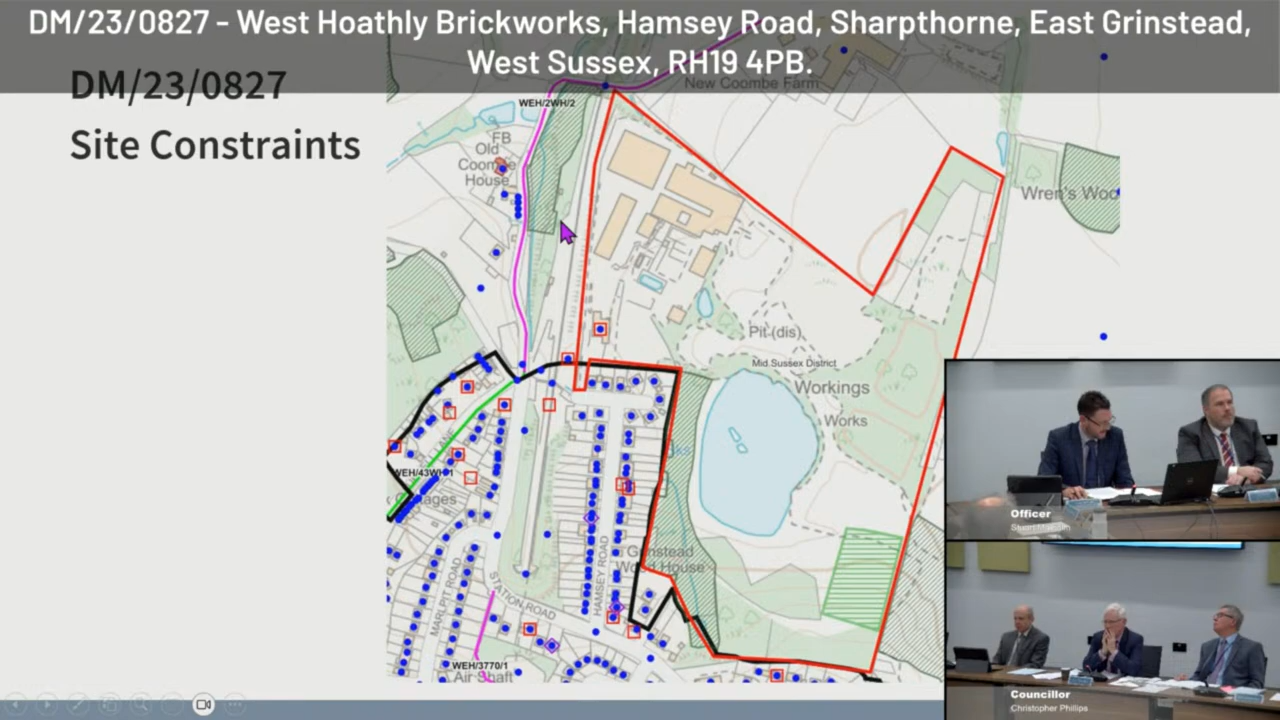 DM/23/0827 - West Hoathly Brickworks, Hamsey Road, Sharpthorne, East Grinstead,
West Sussex, RH19 4PB.
DM/23/0827
Site Constraints
New Coombe Farm
WEH/2WH/2
FB
Old
Coombe
House
Wren's Woo
Pit (dis)
Mid Sussex District
Workings
Works
WEH/43WH/1
Grinstead
Wood House
MARLPIT ROAD
STATION ROAD
HAMSEY ROAD
WEH/3770/1
Air Shaft
Officer
Councillor
Christopher Phillips